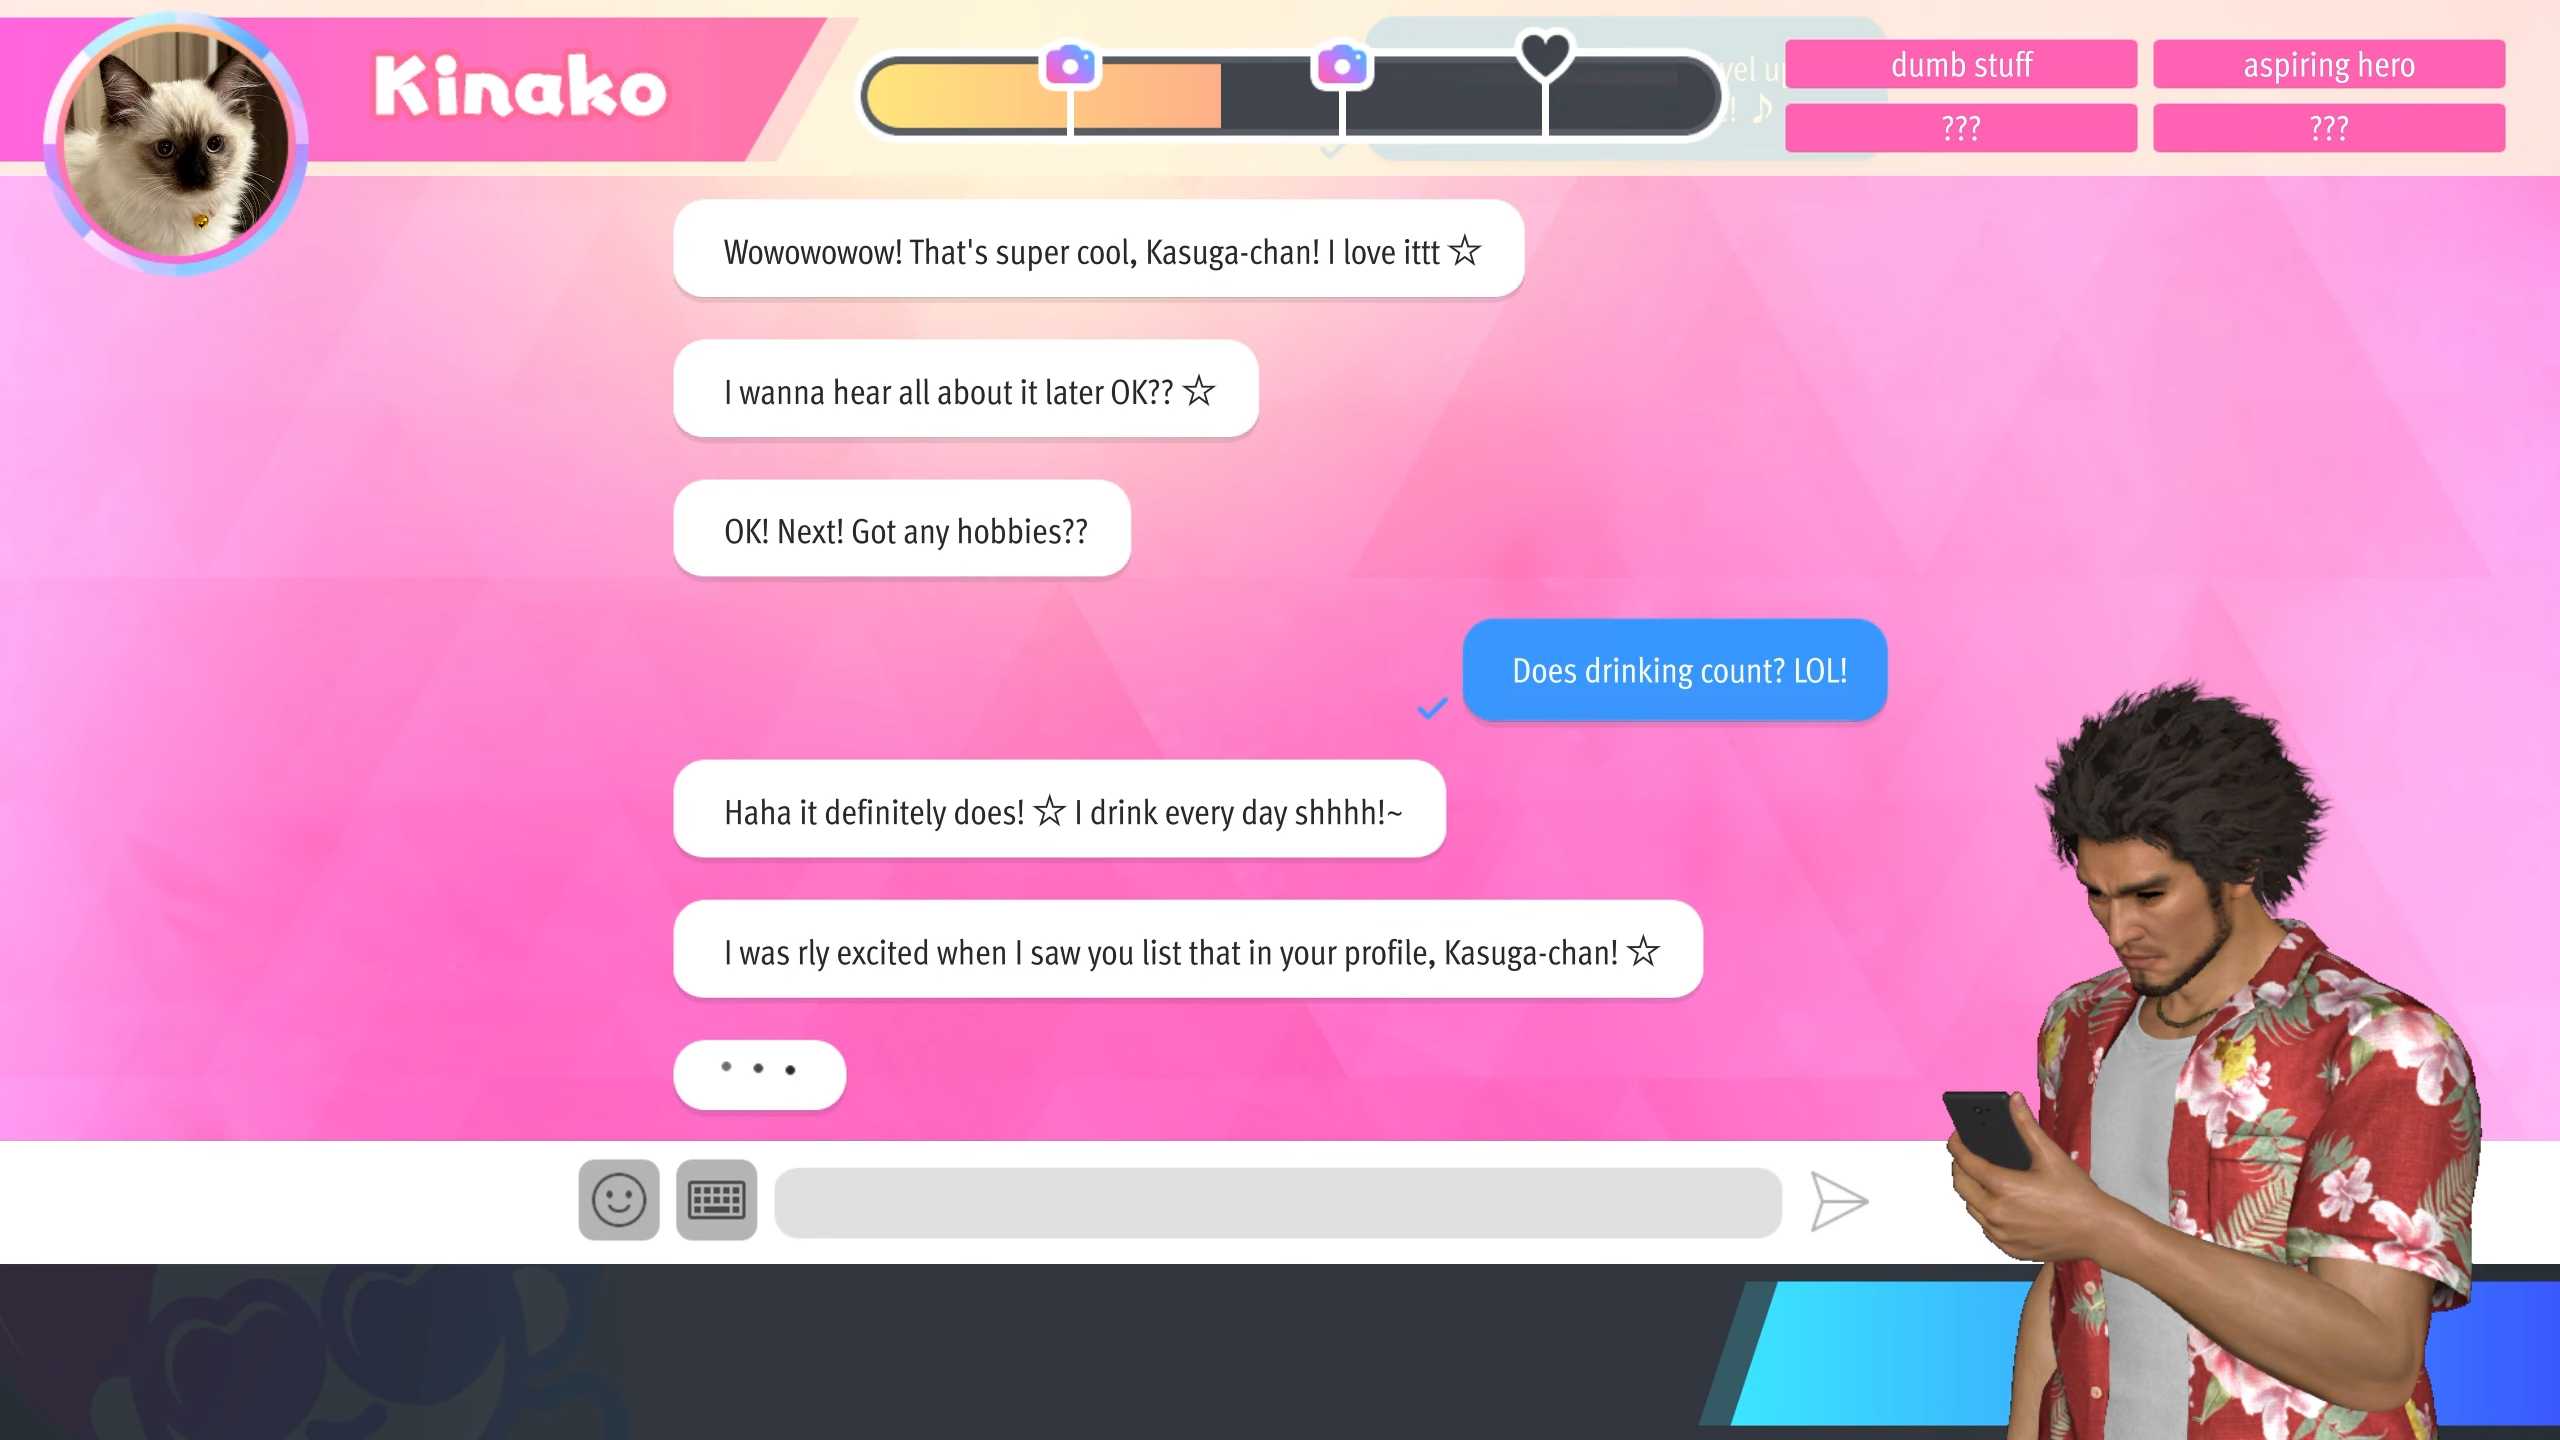 Kinako
dumb stuff
aspiring hero
???
???
Wowowowow! That's super cool, Kasuga-chan! I love ittt ☆
I wanna hear all about it later OK?? ☆
OK! Next! Got any hobbies??
Does drinking count? LOL!
Haha it definitely does! ☆ I drink every day shhhh!~
I was rly excited when I saw you list that in your profile, Kasuga-chan! ☆